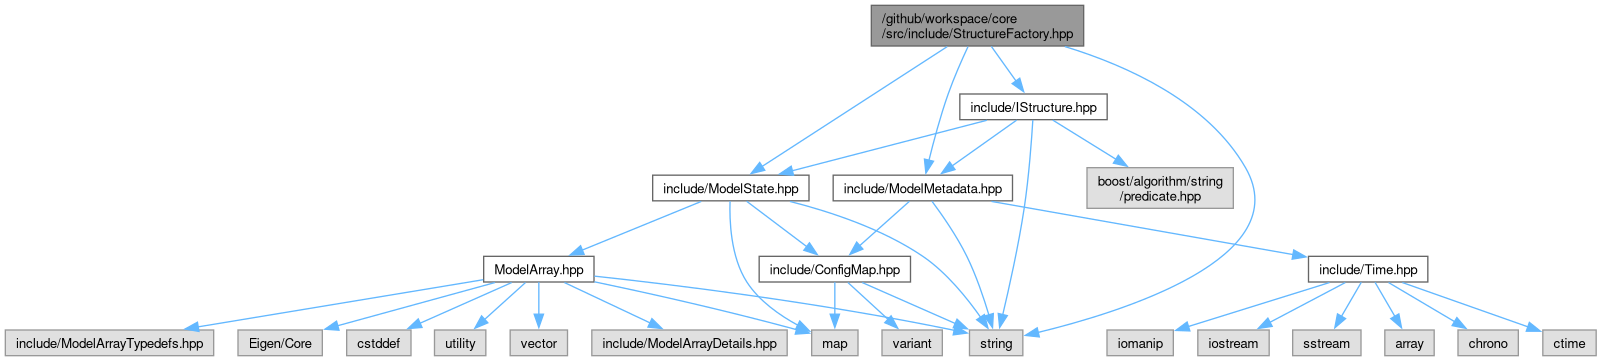 /github/workspace/core
/src/include/StructureFactory.hpp
include/IStructure.hpp
include/ModelState.hpp
include/ModelMetadata.hpp
boost/algorithm/string
/predicate.hpp
ModelArray.hpp
include/ConfigMap.hpp
include/Time.hpp
include/ModelArrayTypedefs.hpp
Eigen/Core
cstddef
utility
vector
include/ModelArrayDetails.hpp
map
variant
string
iomanip
iostream
sstream
array
chrono
ctime